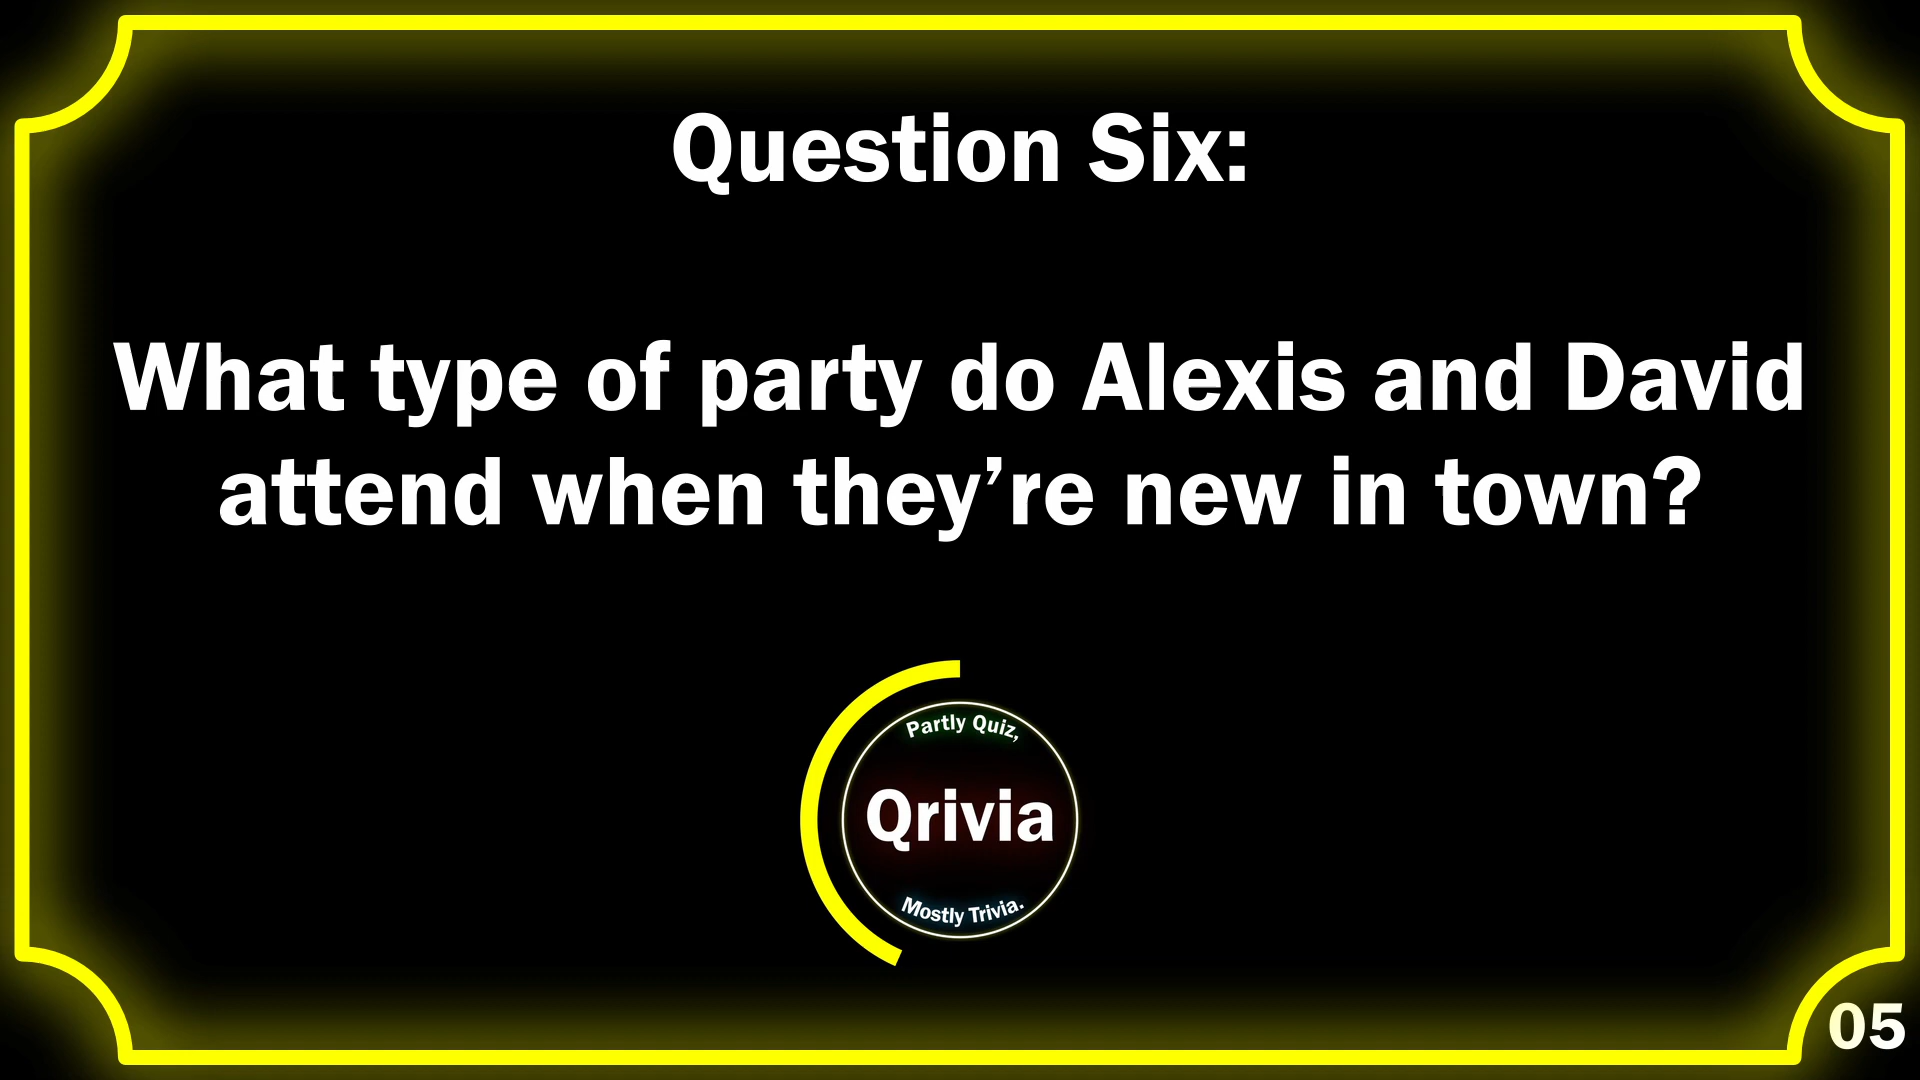 Question Six:
What type of party do Alexis and David
attend when they’re new in town?
Partly Quiz,
Qrivia
Mostly Trivia.
05